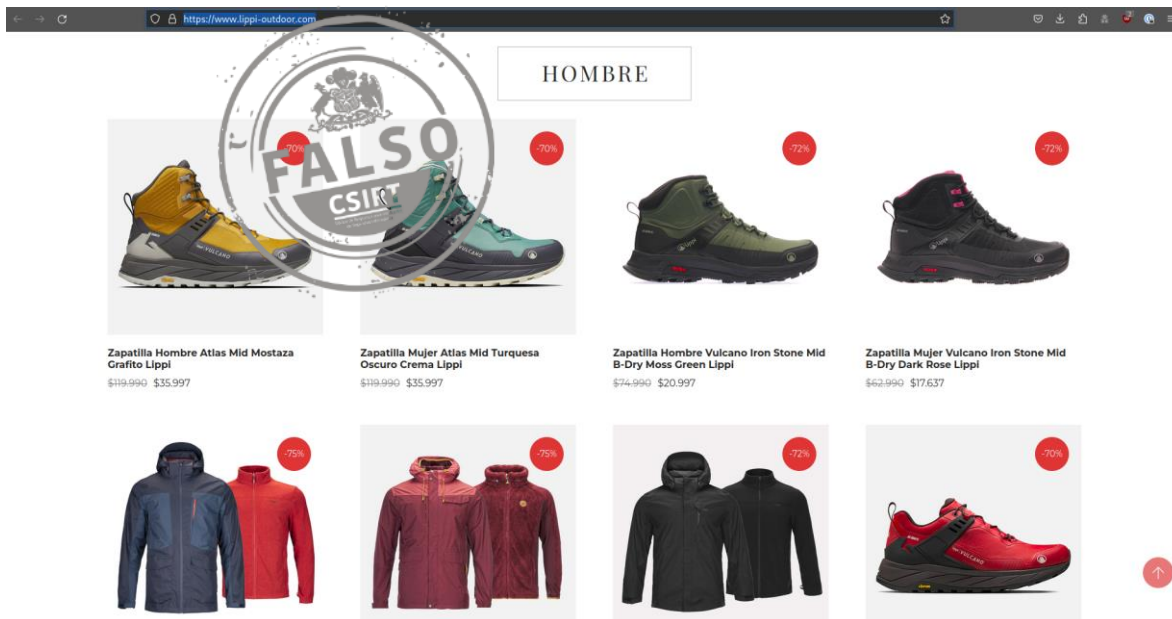 https://www.lippi-outdoor.com
HOMBRE
-70%
-70%
-72%
-72%
FALSO
CSIRT
Zapatilla Hombre Atlas Mid Mostaza
Grafito Lippi
$119.990 $35.997
Zapatilla Mujer Atlas Mid Turquesa
Oscuro Crema Lippi
$119.990 $35.997
Zapatilla Hombre Vulcano Iron Stone Mid
B-Dry Moss Green Lippi
$74.990 $20.997
Zapatilla Mujer Vulcano Iron Stone Mid
B-Dry Dark Rose Lippi
$62.990 $17.637
-75%
-75%
-72%
-70%